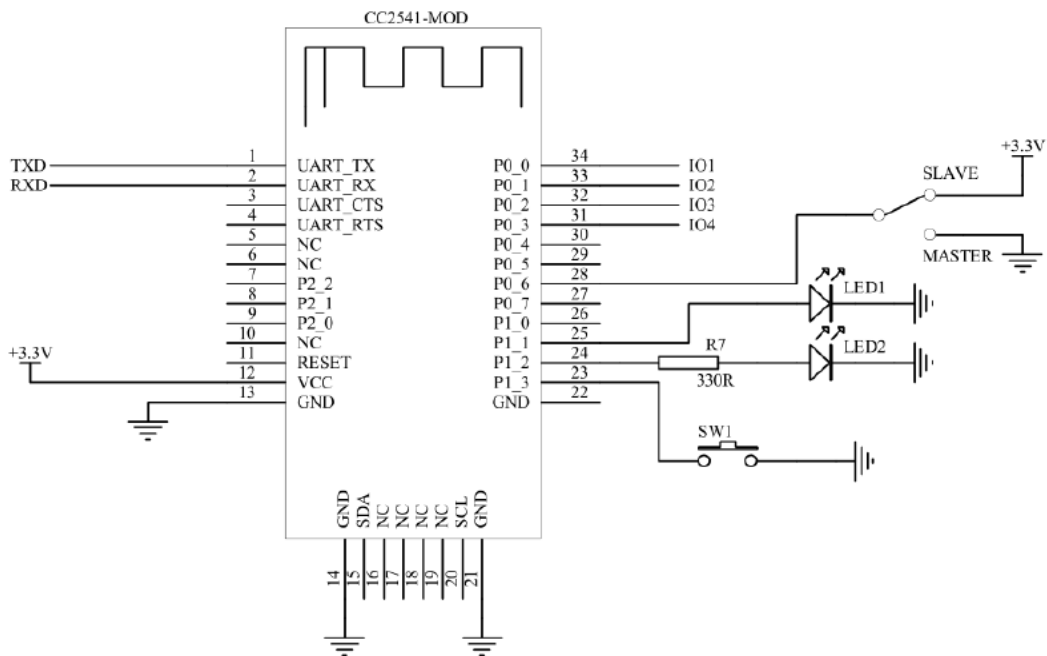 CC2541-MOD
TXD 1 UART_TX P0_0 34 IO1
RXD 2 UART_RX P0_1 33 IO2
3 UART_CTS P0_2 32 IO3
4 UART_RTS P0_3 31 IO4
5 NC P0_4 30
6 NC P0_5 29
7 P2_2 P0_6 28
8 P2_1 P0_7 27
9 P2_0 P1_0 26
10 NC P1_1 25
11 RESET P1_2 24
12 VCC P1_3 23
13 GND GND 22
+3.3V
+3.3V
SLAVE
MASTER
LED1
LED2
R7
330R
SW1
GND SDA NC NC NC NC SCL GND
14 15 16 17 18 19 20 21